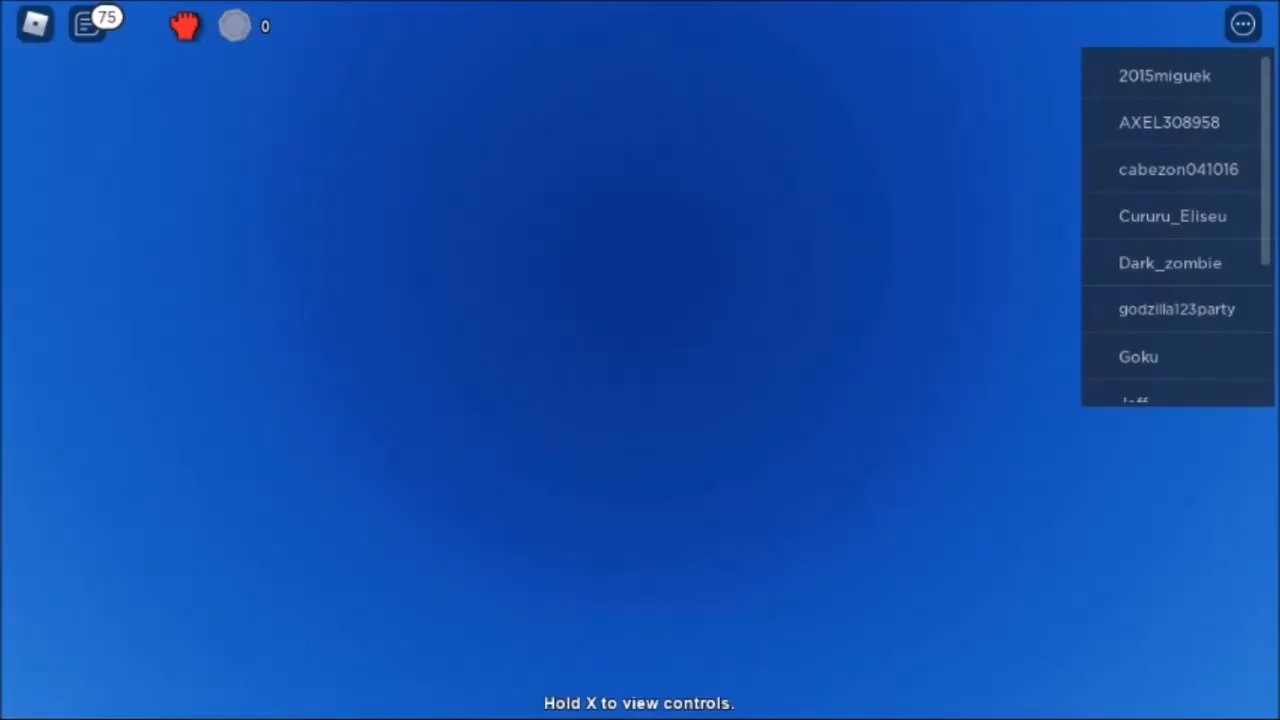 75
0
2015miguek
AXEL308958
cabezon041016
Cururu_Eliseu
Dark_zombie
godzilla123party
Goku
Hold X to view controls.